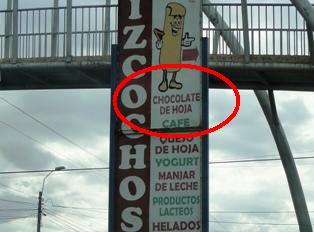 IZCOCHOS
CHOCOLATE
DE HOJA
CAFE
QUESO
DE HOJA
YOGURT
MANJAR
DE LECHE
PRODUCTOS
LACTEOS
HELADOS